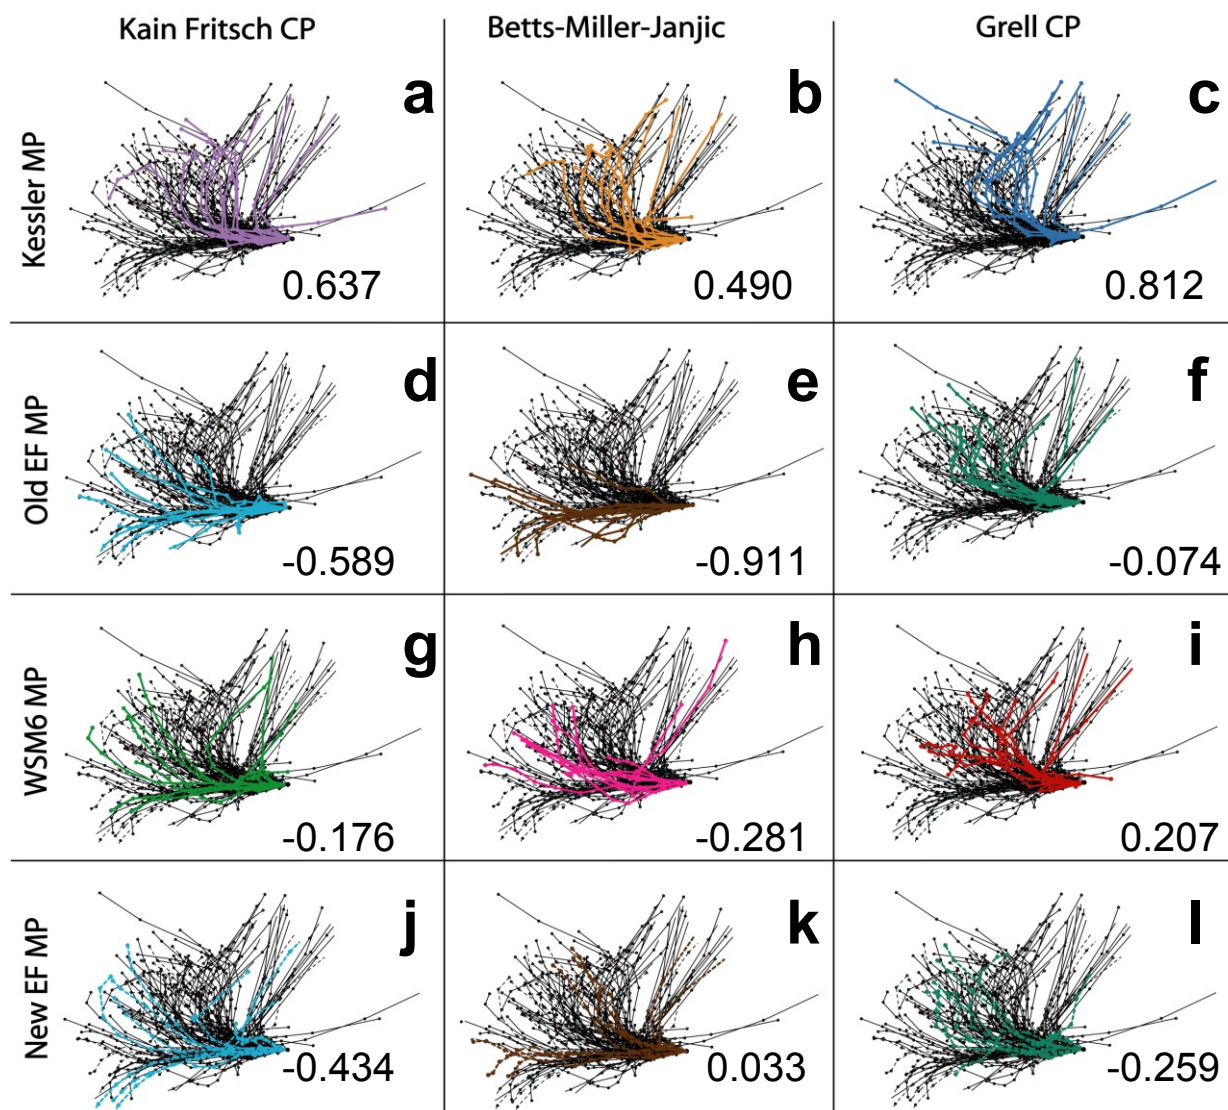 Kain Fritsch CP
Betts-Miller-Janjic
Grell CP
Kessler MP
a
0.637
b
0.490
c
0.812
Old EF MP
d
-0.589
e
-0.911
f
-0.074
WSM6 MP
g
-0.176
h
-0.281
i
0.207
New EF MP
j
-0.434
k
0.033
l
-0.259